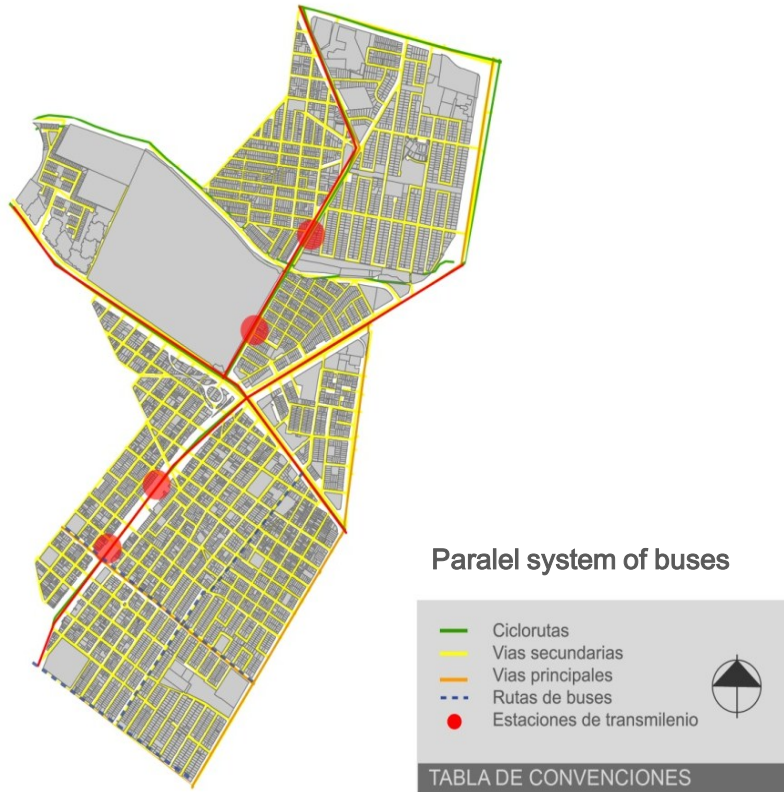 Paralel system of buses
Ciclorutas
Vias secundarias
Vias principales
Rutas de buses
Estaciones de transmilenio
TABLA DE CONVENCIONES